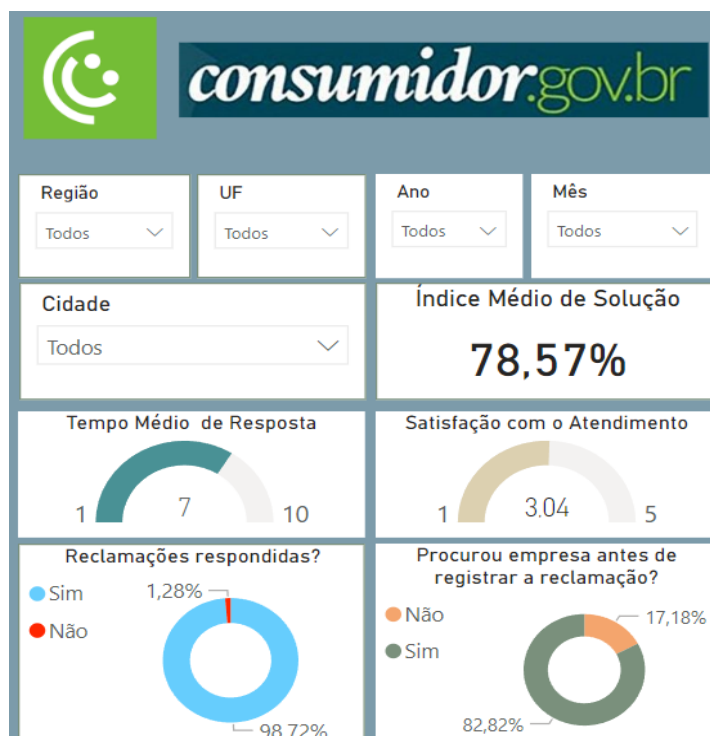 consumidor.gov.br
Região
Todos
UF
Todos
Ano
Todos
Mês
Todos
Cidade
Todos
Índice Médio de Solução
78,57%
Tempo Médio de Resposta
1
7
10
Satisfação com o Atendimento
1
3,04
5
Reclamações respondidas?
Sim
Não
1,28%
98,72%
Procurou empresa antes de
registrar a reclamação?
Não
Sim
17,18%
82,82%